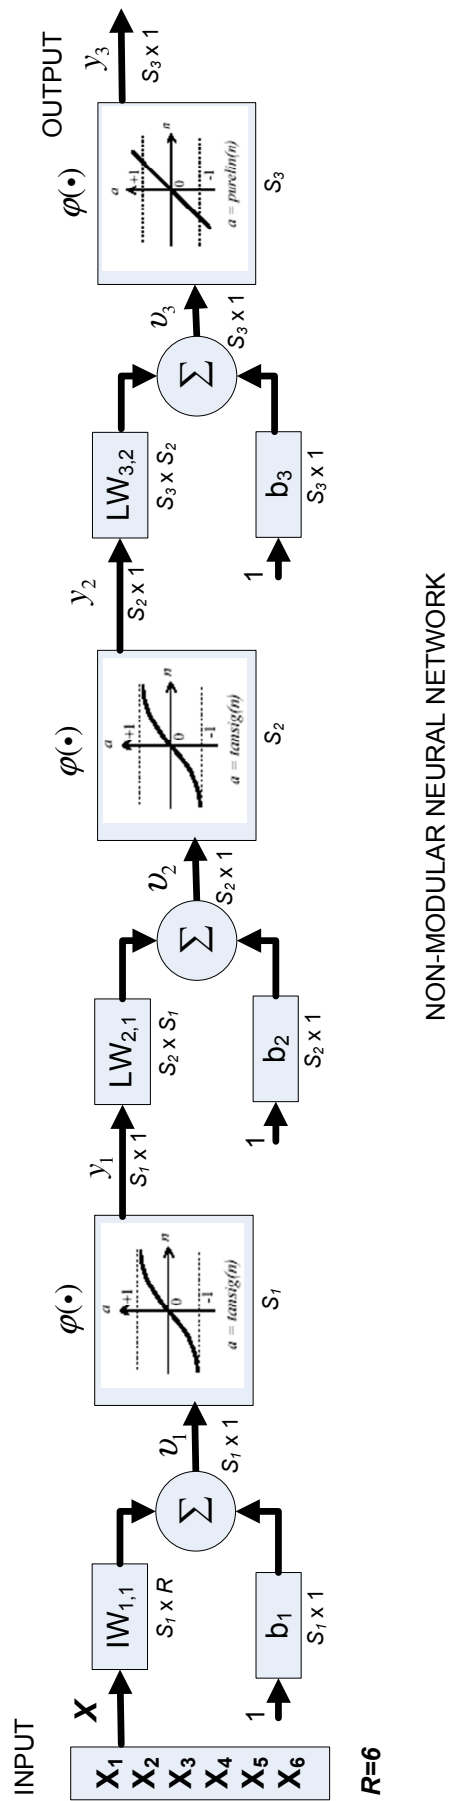 INPUT
X₁
X₂
X₃
X₄
X₅
X₆
R=6
X
IW₁,₁
S₁ x R
1
b₁
S₁ x 1
Σ
υ₁
S₁ x 1
φ(•)
a
+1
n
0
-1
a = tansig(n)
S₁
y₁
S₁ x 1
LW₂,₁
S₂ x S₁
1
b₂
S₂ x 1
Σ
υ₂
S₂ x 1
φ(•)
a
+1
n
0
-1
a = tansig(n)
S₂
y₂
S₂ x 1
LW₃,₂
S₃ x S₂
1
b₃
S₃ x 1
Σ
υ₃
S₃ x 1
φ(•)
a
+1
n
0
-1
a = purelin(n)
S₃
OUTPUT
y₃
S₃ x 1
NON-MODULAR NEURAL NETWORK